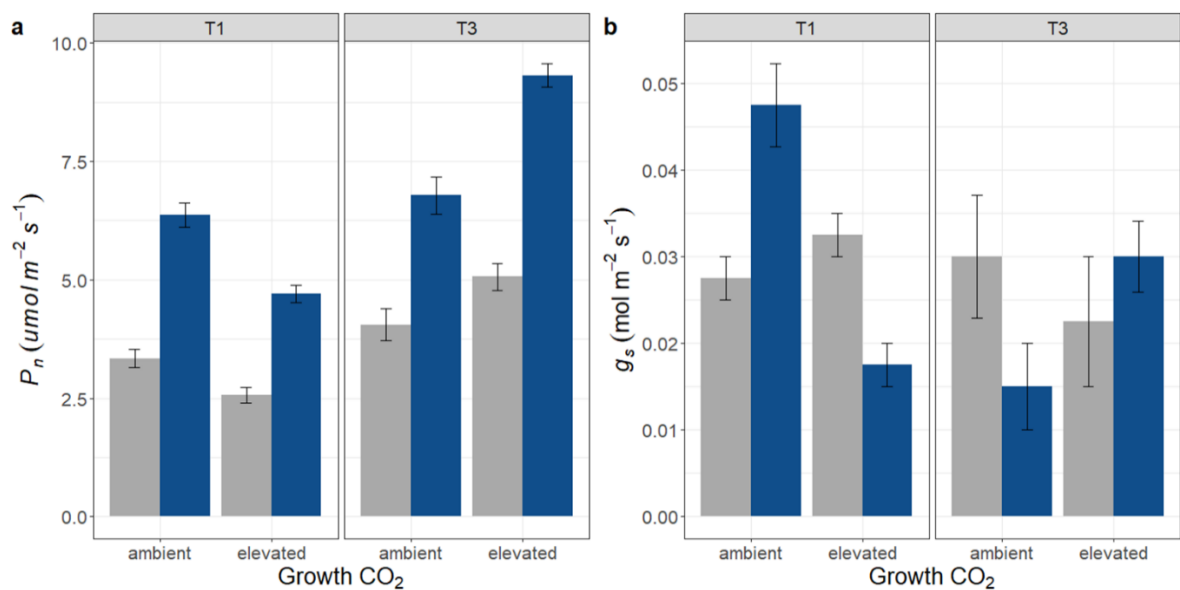 a
T1
T3
10.0
7.5
5.0
2.5
0.0
Pₙ (umol m⁻² s⁻¹)
ambient
elevated
ambient
elevated
Growth CO₂
b
T1
T3
0.05
0.04
0.03
0.02
0.01
0.00
gₛ (mol m⁻² s⁻¹)
ambient
elevated
ambient
elevated
Growth CO₂